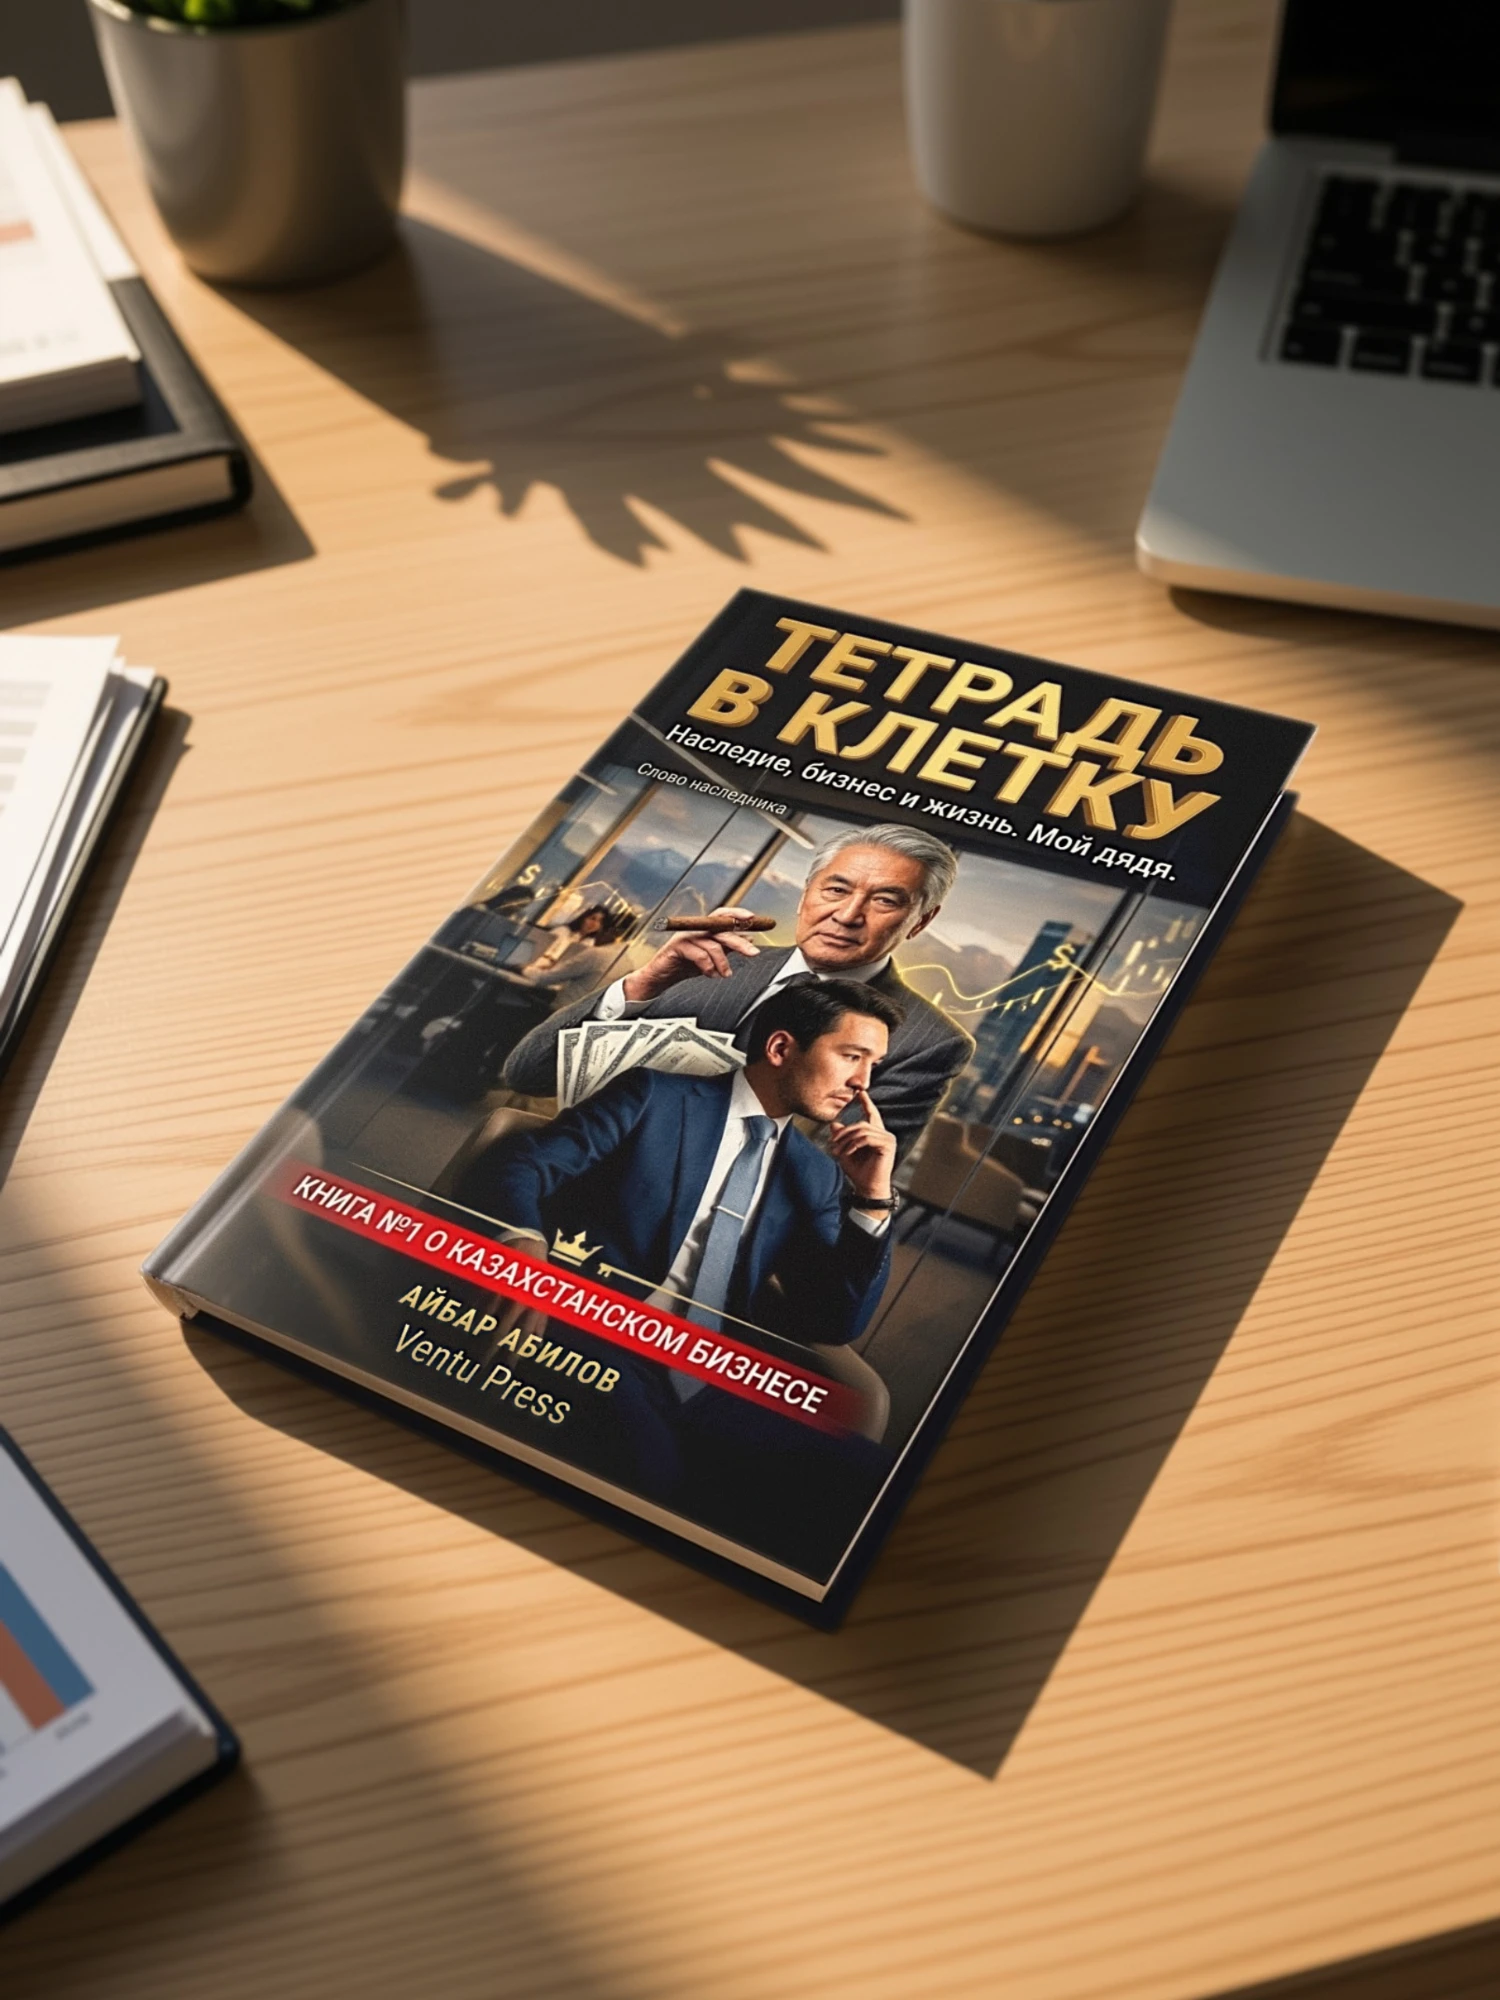 ТЕТРАДЬ
В КЛЕТКУ
Наследие, бизнес и жизнь. Мой дядя.
Слово наследника
$
$
КНИГА №1 О КАЗАХСТАНСКОМ БИЗНЕСЕ
АЙБАР АБИЛОВ
Ventu Press